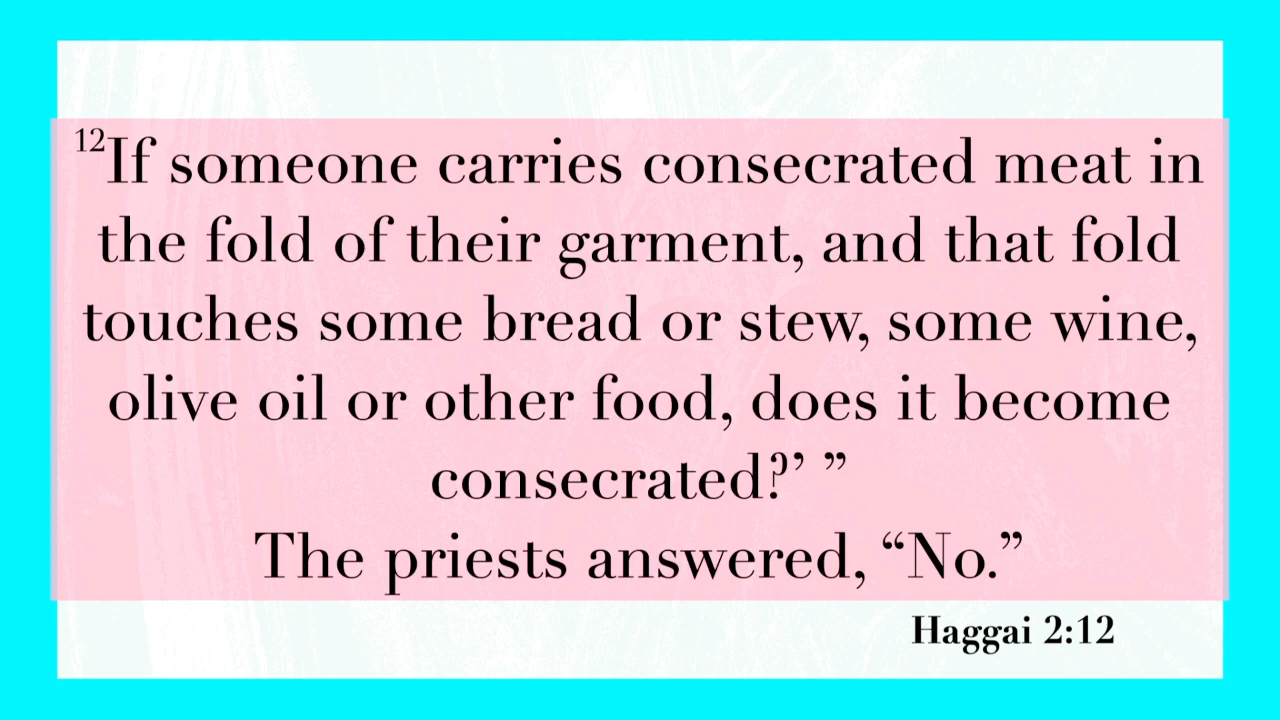 12If someone carries consecrated meat in
the fold of their garment, and that fold
touches some bread or stew, some wine,
olive oil or other food, does it become
consecrated?’ ”
The priests answered, “No.”
Haggai 2:12